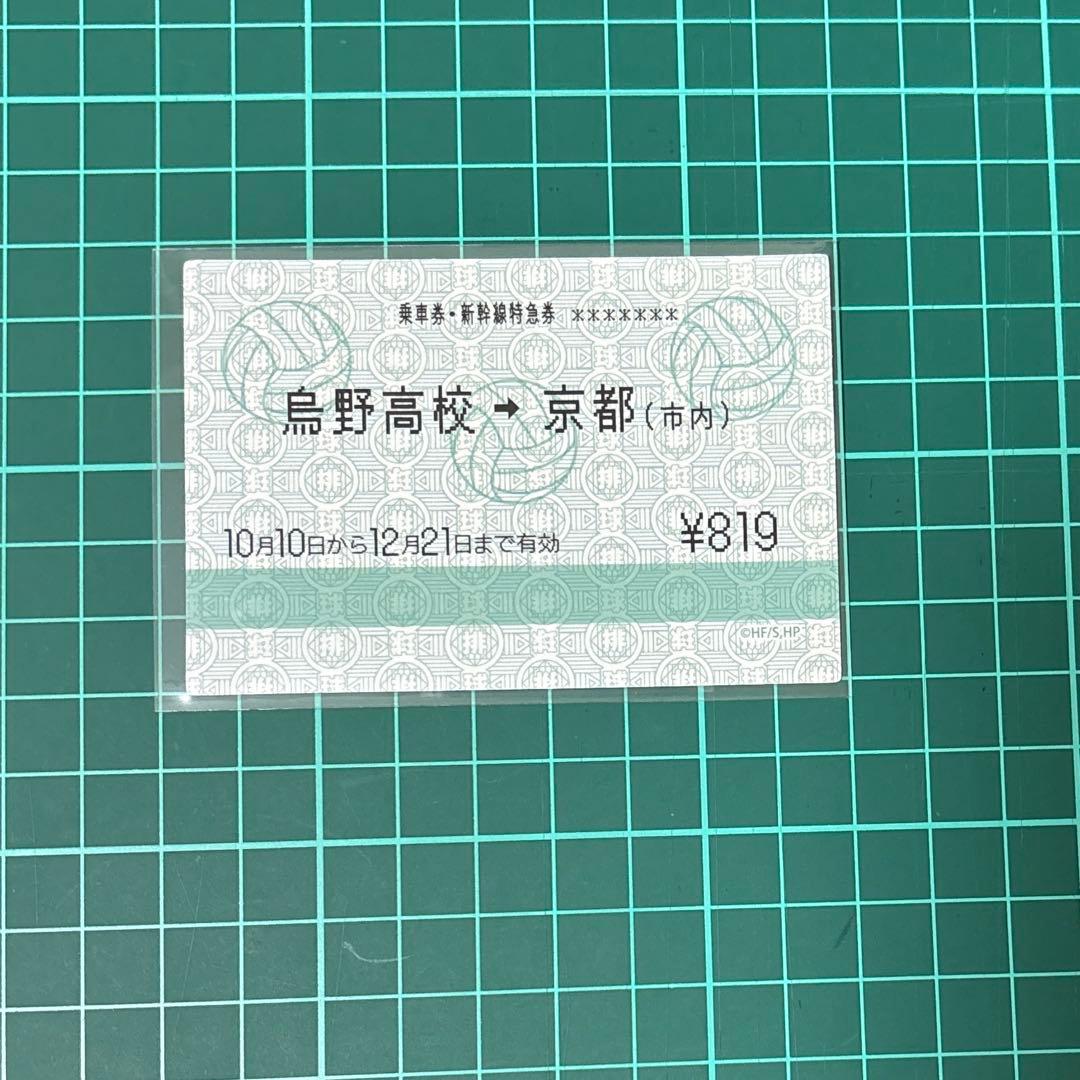 乗車券・新幹線特急券 *******
烏野高校 → 京都(市内)
10月10日から12月21日まで有効 ¥819
©HF/S,HP